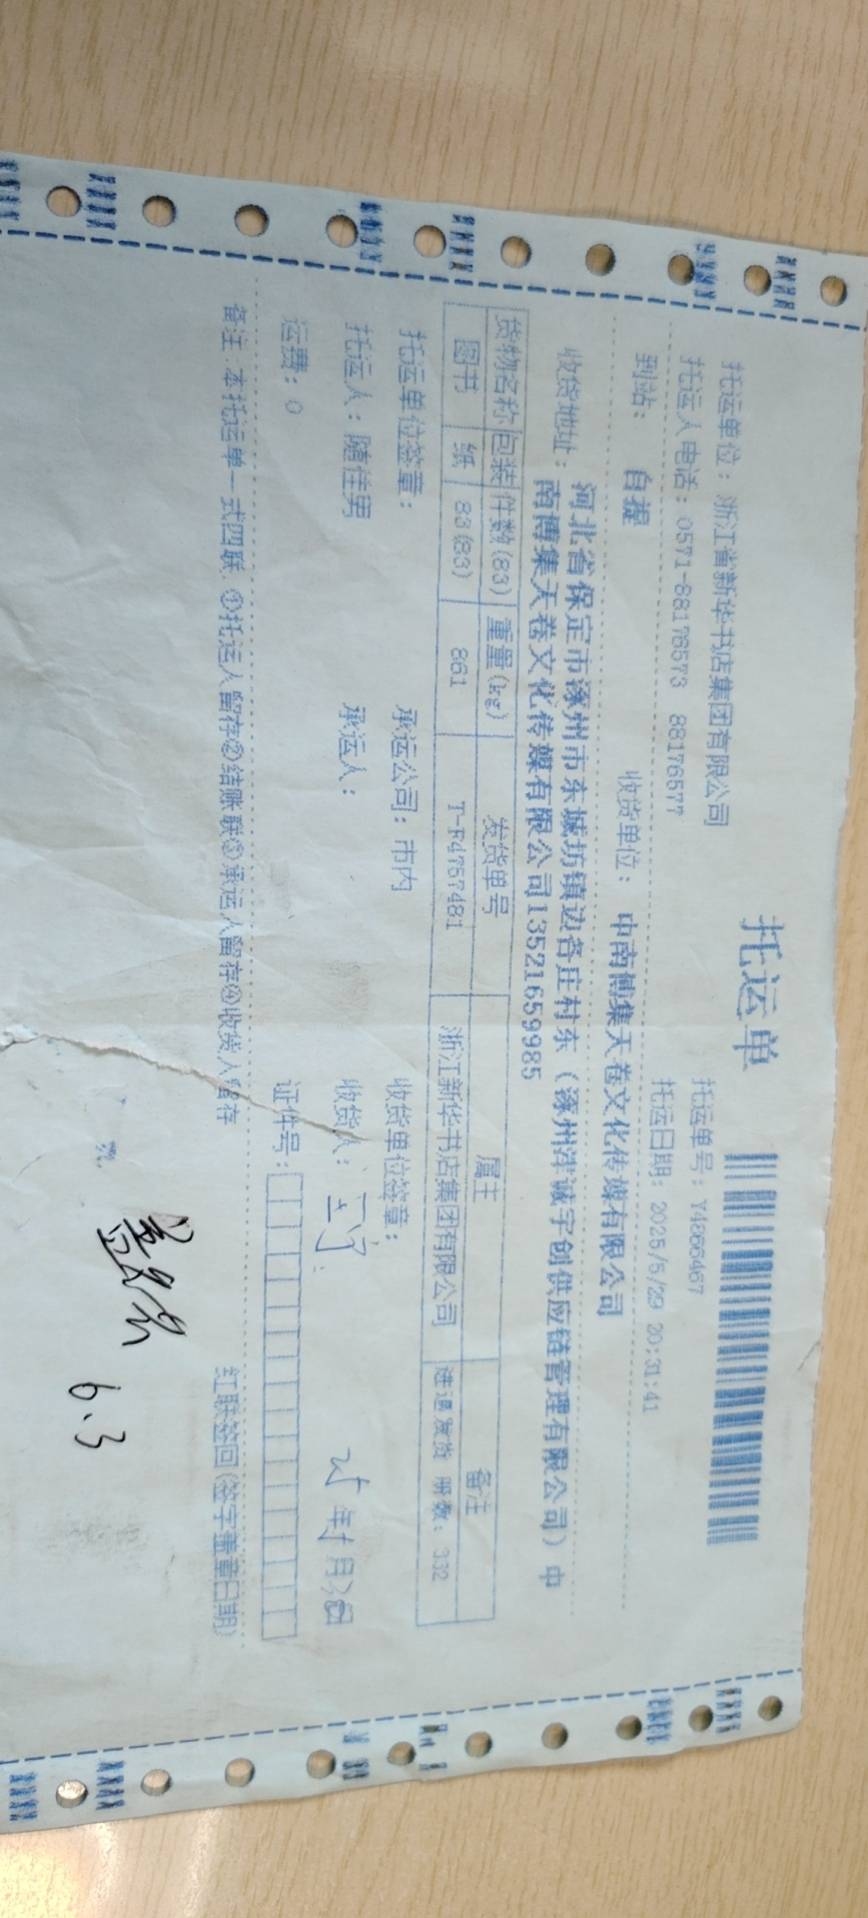 托运单
托运单号：Y4666467
托运单位：浙江省新华书店集团有限公司
托运日期：2025/5/29 20:31:41
托运人电话：0571-88176573 88176577
到站： 自提 收货单位： 中南博集天卷文化传媒有限公司
收货地址：河北省保定市涿州市东城坊镇边各庄村东（涿州泮诚宇创供应链管理有限公司）中
南博集天卷文化传媒有限公司13521659985
货物名称 包装 件数(83) 重量(kg) 发货单号 属主 备注
图书 纸 83(83) 861 T-F4757481 浙江新华书店集团有限公司 进退发货 册数：332
托运单位签章： 承运公司：市内 收货单位签章：
托运人：随佳男 承运人： 收货人： 年 月 日
运费：0 证件号：
备注:本托运单一式四联.①托运人留存②结账联③承运人留存④收货人留存 红联签回(签字盖章日期)
6.3